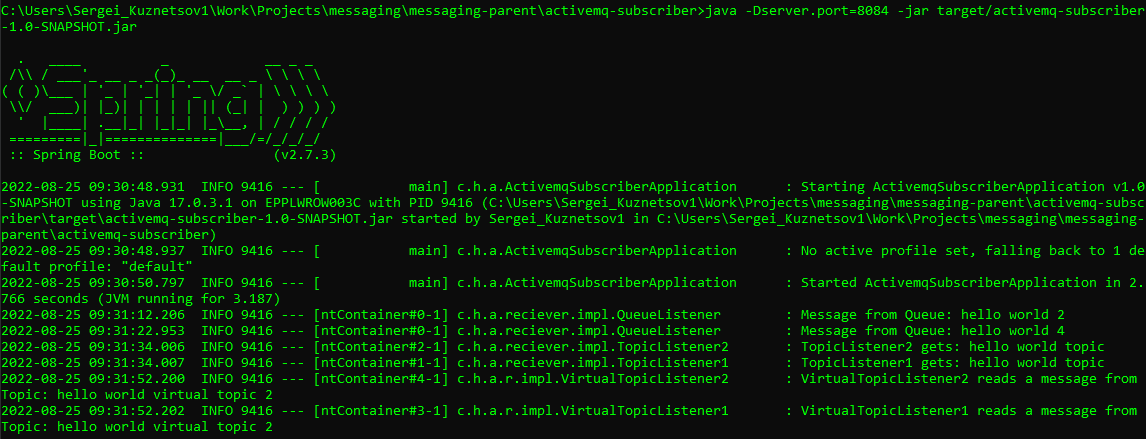 C:\Users\Sergei_Kuznetsov1\Work\Projects\messaging\messaging-parent\activemq-subscriber>java -Dserver.port=8084 -jar target/activemq-subscriber
-1.0-SNAPSHOT.jar

  .   ____          _            __ _ _
 /\\ / ___'_ __ _ _(_)_ __  __ _ \ \ \ \
( ( )\___ | '_ | '_| | '_ \/ _` | \ \ \ \
 \\/  ___)| |_)| | | | | || (_| |  ) ) ) )
  '  |____| .__|_| |_|_| |_\__, | / / / /
 =========|_|==============|___/=/_/_/_/
 :: Spring Boot ::                (v2.7.3)

2022-08-25 09:30:48.931  INFO 9416 --- [           main] c.h.a.ActivemqSubscriberApplication      : Starting ActivemqSubscriberApplication v1.0
-SNAPSHOT using Java 17.0.3.1 on EPPLWROW003C with PID 9416 (C:\Users\Sergei_Kuznetsov1\Work\Projects\messaging\messaging-parent\activemq-subsc
riber\target\activemq-subscriber-1.0-SNAPSHOT.jar started by Sergei_Kuznetsov1 in C:\Users\Sergei_Kuznetsov1\Work\Projects\messaging\messaging-
parent\activemq-subscriber)
2022-08-25 09:30:48.937  INFO 9416 --- [           main] c.h.a.ActivemqSubscriberApplication      : No active profile set, falling back to 1 de
fault profile: "default"
2022-08-25 09:30:50.797  INFO 9416 --- [           main] c.h.a.ActivemqSubscriberApplication      : Started ActivemqSubscriberApplication in 2.
766 seconds (JVM running for 3.187)
2022-08-25 09:31:12.206  INFO 9416 --- [ntContainer#0-1] c.h.a.reciever.impl.QueueListener        : Message from Queue: hello world 2
2022-08-25 09:31:22.953  INFO 9416 --- [ntContainer#0-1] c.h.a.reciever.impl.QueueListener        : Message from Queue: hello world 4
2022-08-25 09:31:34.006  INFO 9416 --- [ntContainer#2-1] c.h.a.reciever.impl.TopicListener2       : TopicListener2 gets: hello world topic
2022-08-25 09:31:34.007  INFO 9416 --- [ntContainer#1-1] c.h.a.reciever.impl.TopicListener1       : TopicListener1 gets: hello world topic
2022-08-25 09:31:52.200  INFO 9416 --- [ntContainer#4-1] c.h.a.r.impl.VirtualTopicListener2       : VirtualTopicListener2 reads a message from
Topic: hello world virtual topic 2
2022-08-25 09:31:52.202  INFO 9416 --- [ntContainer#3-1] c.h.a.r.impl.VirtualTopicListener1       : VirtualTopicListener1 reads a message from
Topic: hello world virtual topic 2